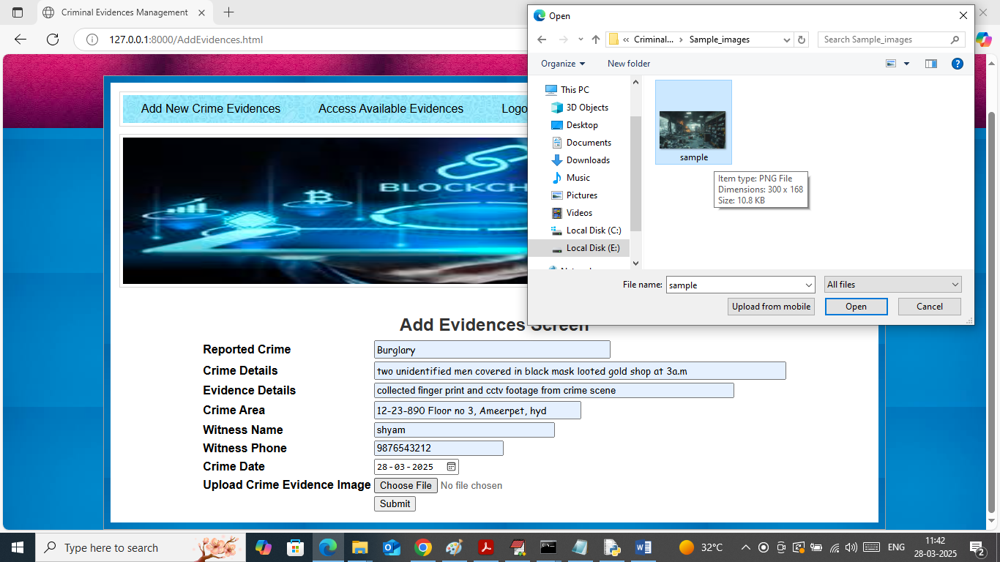 Criminal Evidences Management
127.0.0.1:8000/AddEvidences.html
Add New Crime Evidences Access Available Evidences Logo
BLOCKCH
Open
« Criminal... › Sample_images
Search Sample_images
Organize New folder
This PC
3D Objects
Desktop
Documents
Downloads
Music
Pictures
Videos
Local Disk (C:)
Local Disk (E:)
sample
Item type: PNG File
Dimensions: 300 x 168
Size: 10.8 KB
File name: sample All files
Upload from mobile Open Cancel
Add Evidences Screen
Reported Crime Burglary
Crime Details two unidentified men covered in black mask looted gold shop at 3a.m
Evidence Details collected finger print and cctv footage from crime scene
Crime Area 12-23-890 Floor no 3, Ameerpet, hyd
Witness Name shyam
Witness Phone 9876543212
Crime Date 28-03-2025
Upload Crime Evidence Image Choose File No file chosen
Submit
Type here to search 32°C ENG 11:42
28-03-2025 2